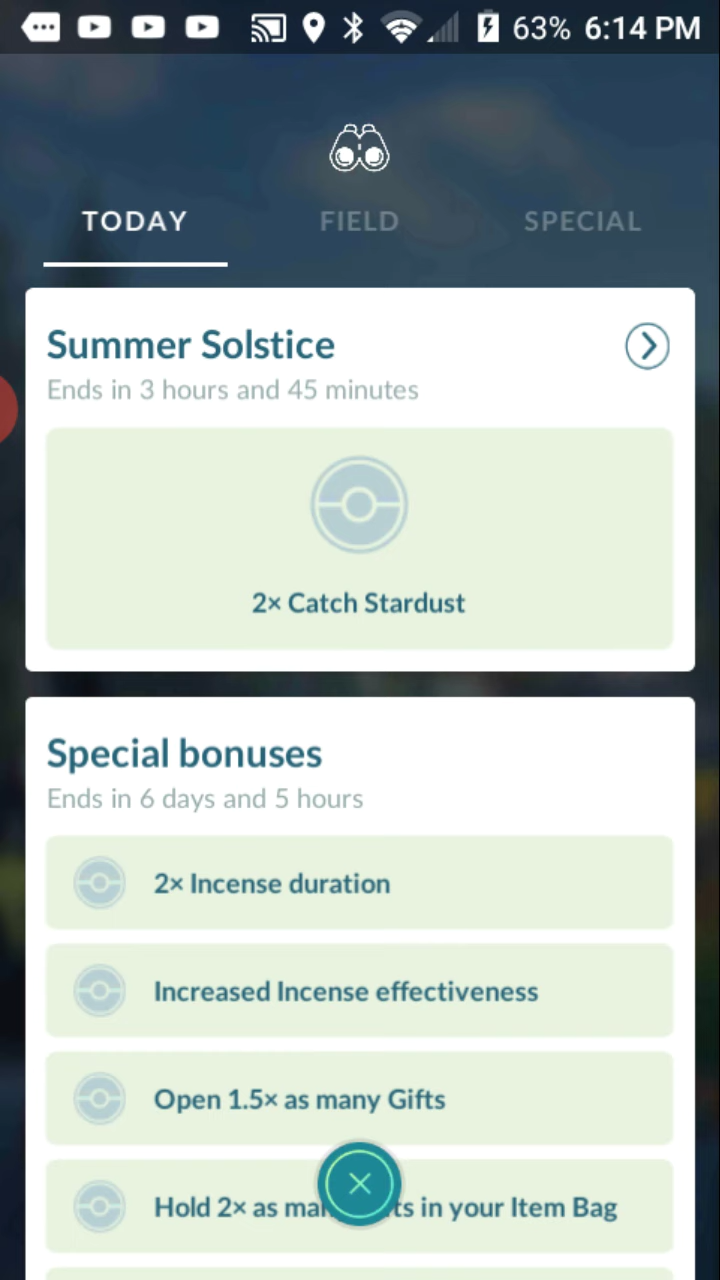 63% 6:14 PM
TODAY FIELD SPECIAL
Summer Solstice
Ends in 3 hours and 45 minutes
2× Catch Stardust
Special bonuses
Ends in 6 days and 5 hours
2× Incense duration
Increased Incense effectiveness
Open 1.5× as many Gifts
Hold 2× as in your Item Bag